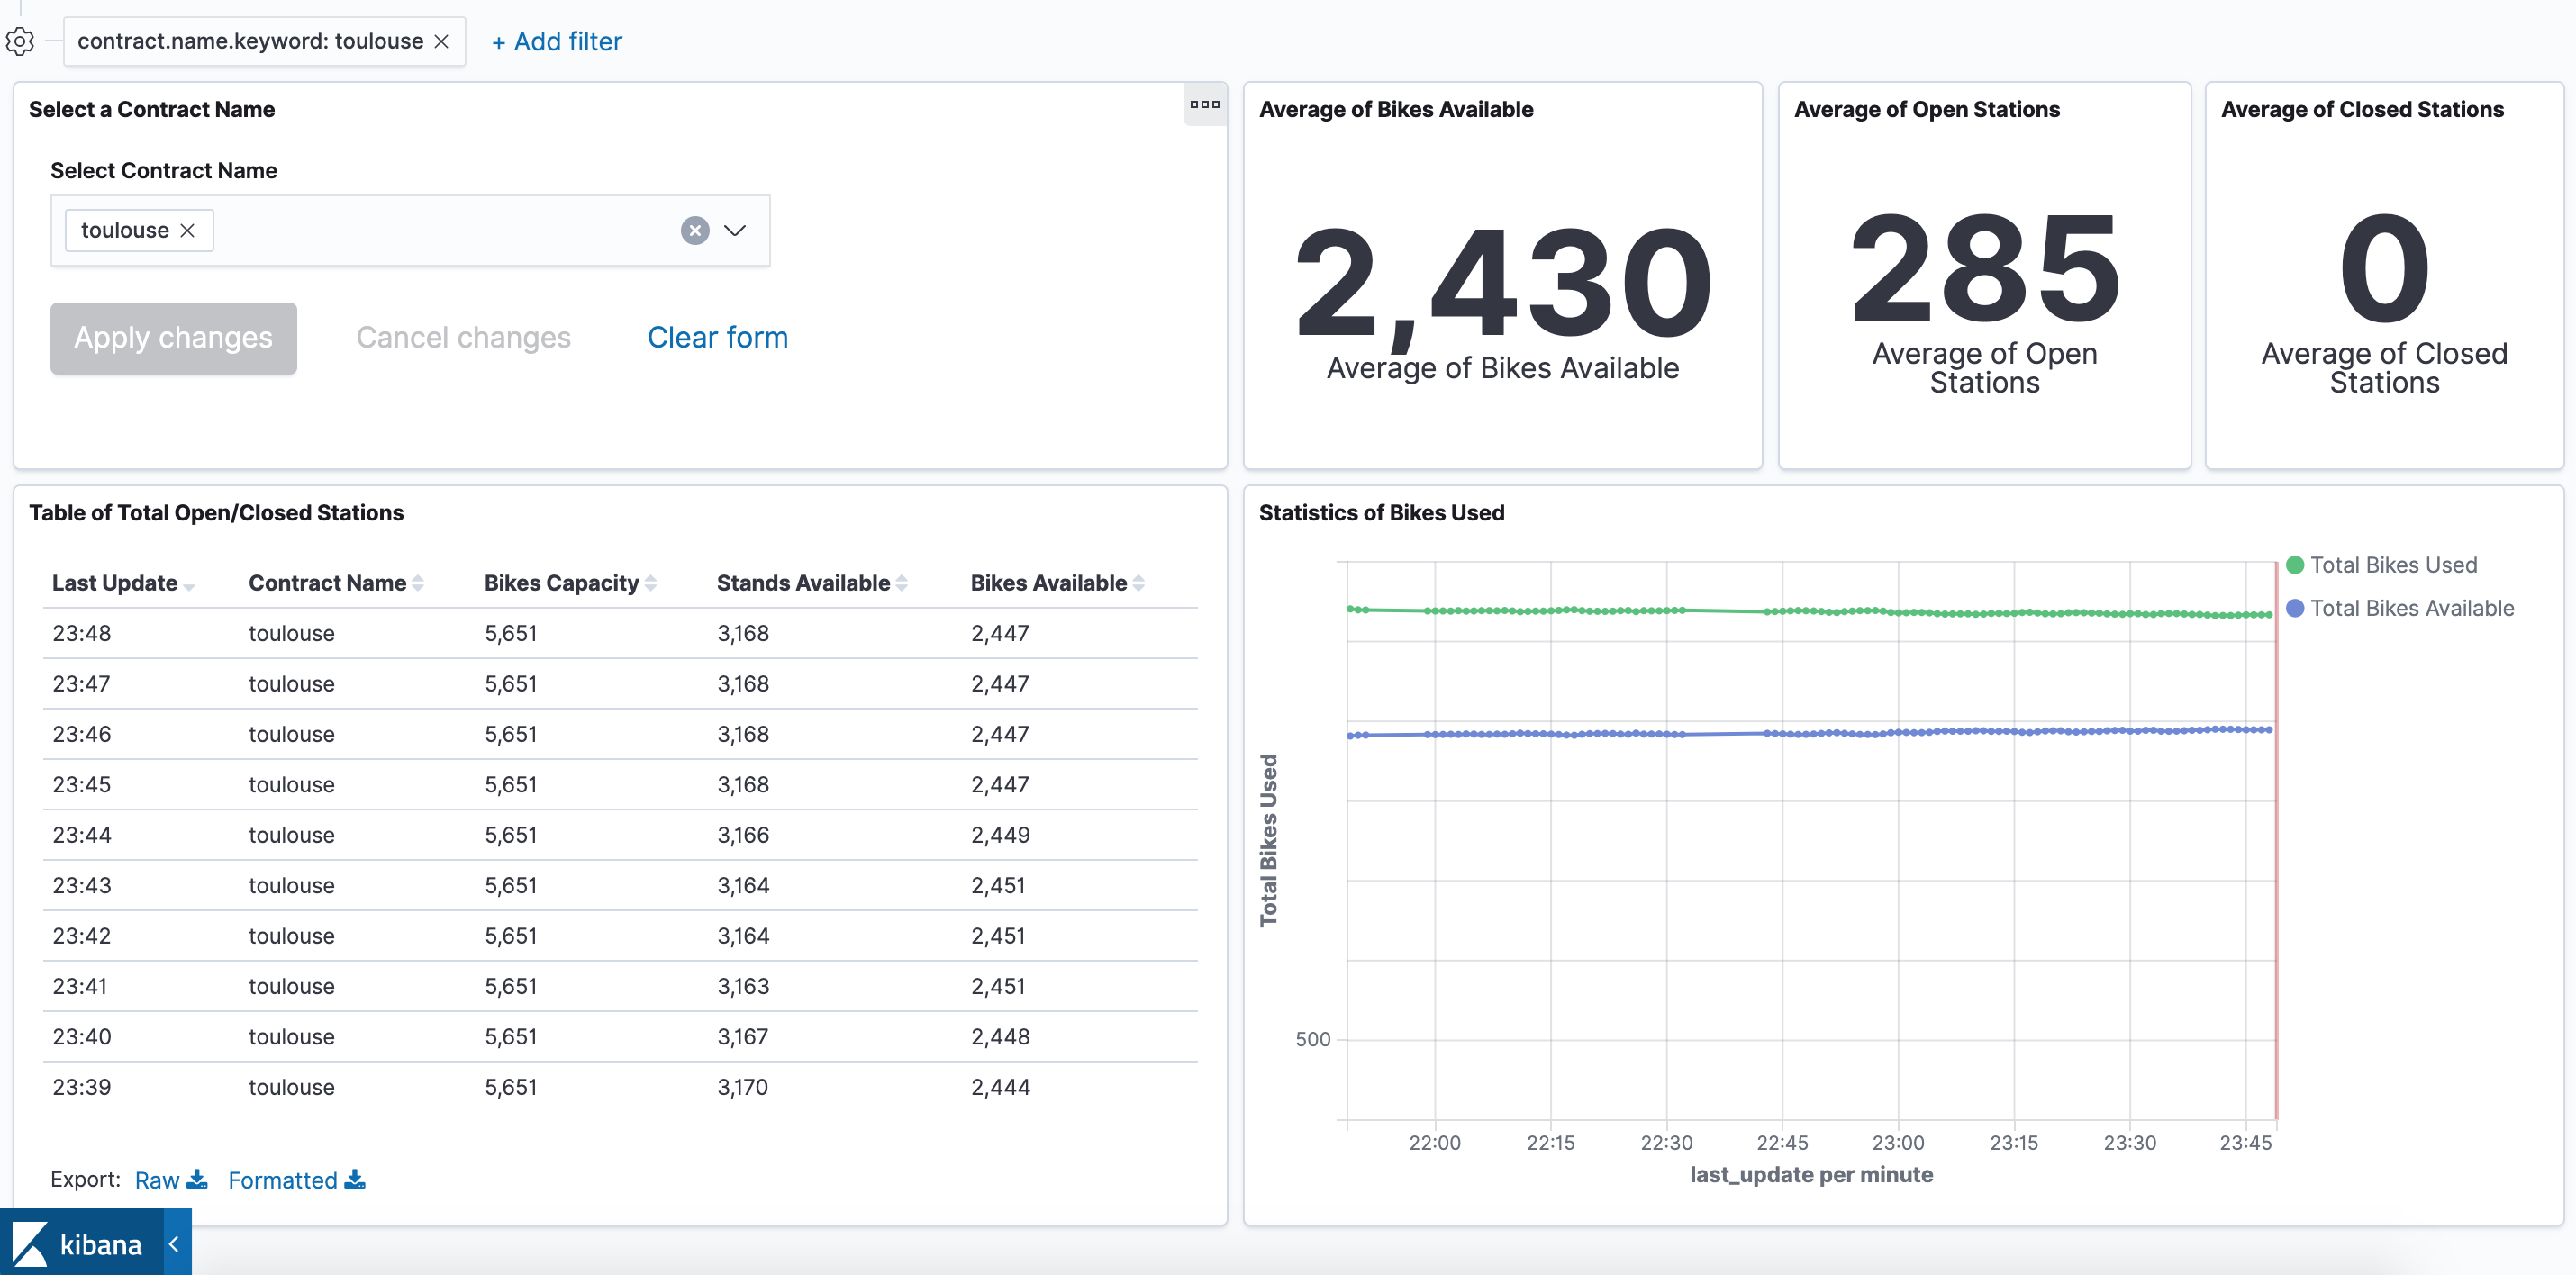 contract.name.keyword: toulouse ×
+ Add filter
Select a Contract Name
Select Contract Name
toulouse ×
Apply changes Cancel changes Clear form
Average of Bikes Available
2,430
Average of Bikes Available
Average of Open Stations
285
Average of Open
Stations
Average of Closed Stations
0
Average of Closed
Stations
Table of Total Open/Closed Stations
Last Update Contract Name Bikes Capacity Stands Available Bikes Available
23:48 toulouse 5,651 3,168 2,447
23:47 toulouse 5,651 3,168 2,447
23:46 toulouse 5,651 3,168 2,447
23:45 toulouse 5,651 3,168 2,447
23:44 toulouse 5,651 3,166 2,449
23:43 toulouse 5,651 3,164 2,451
23:42 toulouse 5,651 3,164 2,451
23:41 toulouse 5,651 3,163 2,451
23:40 toulouse 5,651 3,167 2,448
23:39 toulouse 5,651 3,170 2,444
Export: Raw Formatted
Statistics of Bikes Used
Total Bikes Used
Total Bikes Available
Total Bikes Used
500
22:00 22:15 22:30 22:45 23:00 23:15 23:30 23:45
last_update per minute
kibana